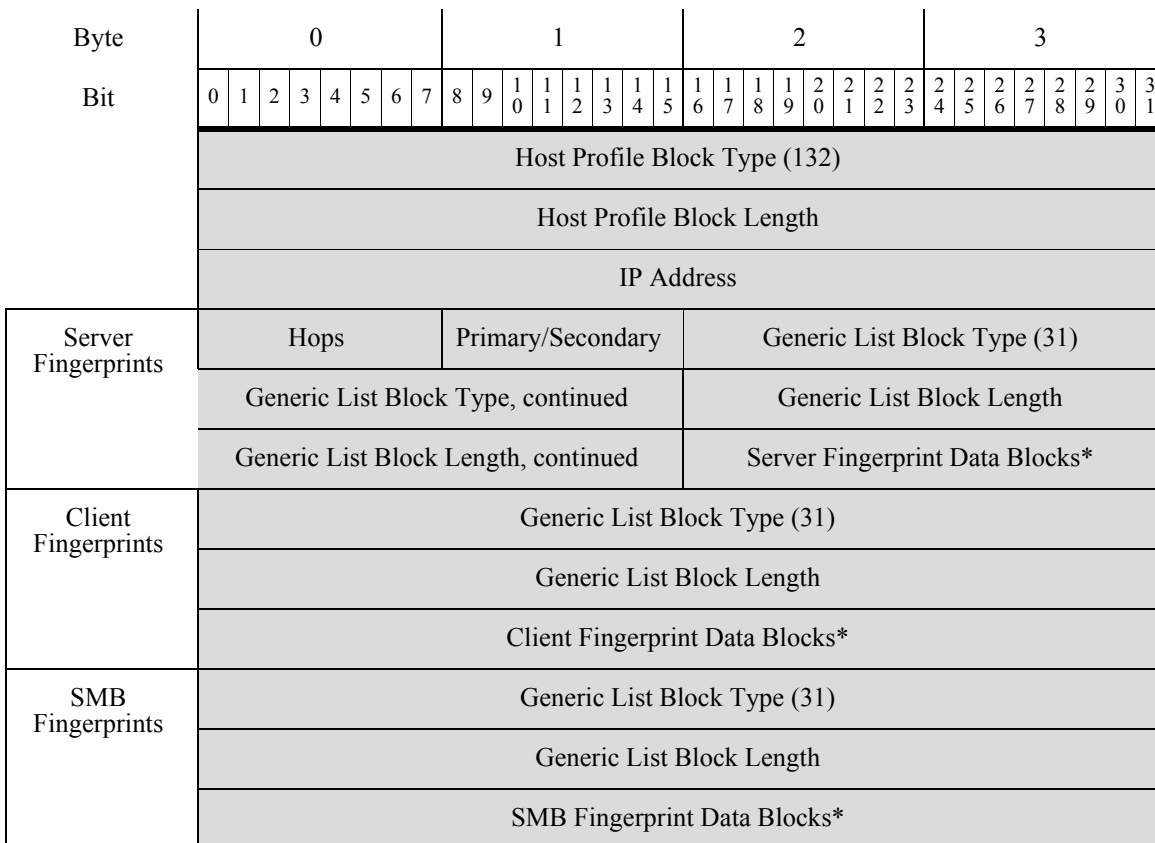 Byte 0 1 2 3
Bit 0 1 2 3 4 5 6 7 8 9 10 11 12 13 14 15 16 17 18 19 20 21 22 23 24 25 26 27 28 29 30 31
Host Profile Block Type (132)
Host Profile Block Length
IP Address
Server Fingerprints Hops Primary/Secondary Generic List Block Type (31)
Generic List Block Type, continued Generic List Block Length
Generic List Block Length, continued Server Fingerprint Data Blocks*
Client Fingerprints Generic List Block Type (31)
Generic List Block Length
Client Fingerprint Data Blocks*
SMB Fingerprints Generic List Block Type (31)
Generic List Block Length
SMB Fingerprint Data Blocks*